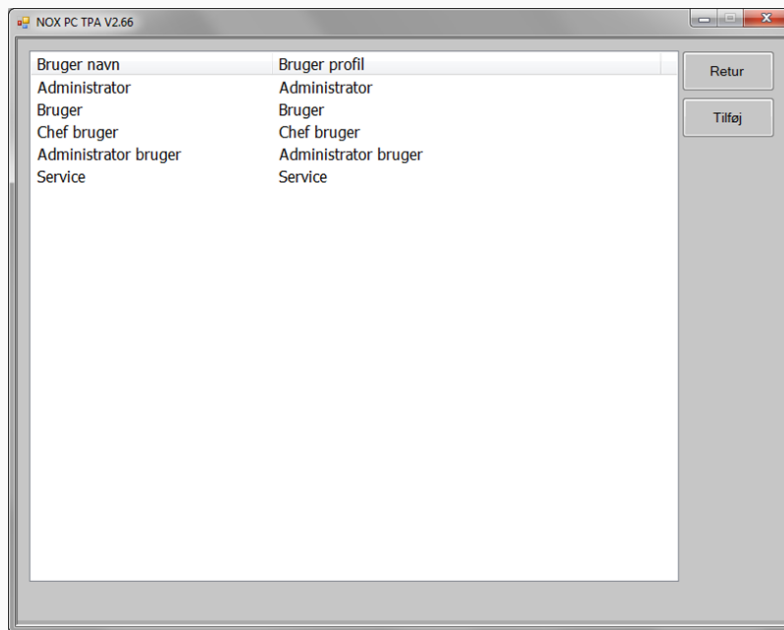 NOX PC TPA V2.66
Bruger navn Bruger profil
Retur
Administrator Administrator
Bruger Bruger
Tilføj
Chef bruger Chef bruger
Administrator bruger Administrator bruger
Service Service